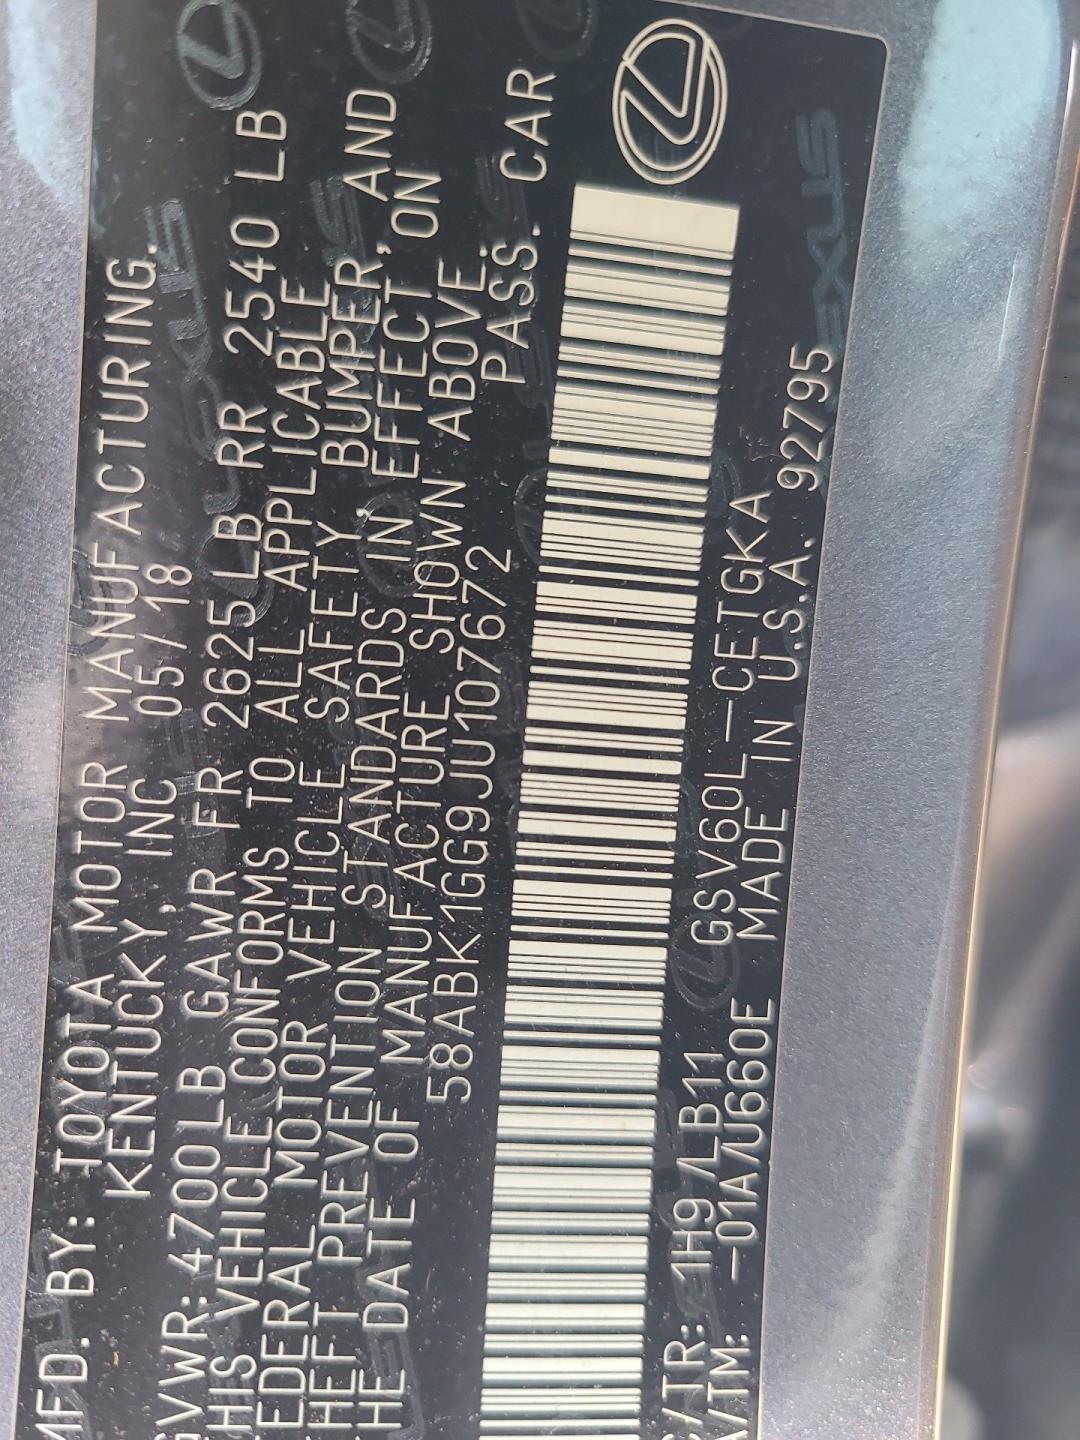 MFD. BY: TOYOTA MOTOR MANUFACTURING.
KENTUCKY, INC 05/18
GVWR: 4700LB GAWR FR 2625LB RR 2540 LB
THIS VEHICLE CONFORMS TO ALL APPLICABLE
FEDERAL MOTOR VEHICLE SAFETY, BUMPER, AND
THEFT PREVENTION STANDARDS IN EFFECT ON
THE DATE OF MANUFACTURE SHOWN ABOVE.
58ABK1GG9JU107672 PASS. CAR
C/TR: 1H9/LB11 GSV60L-CETGKA
A/TM: -01A/U660E MADE IN U.S.A. 92795
LEXUS